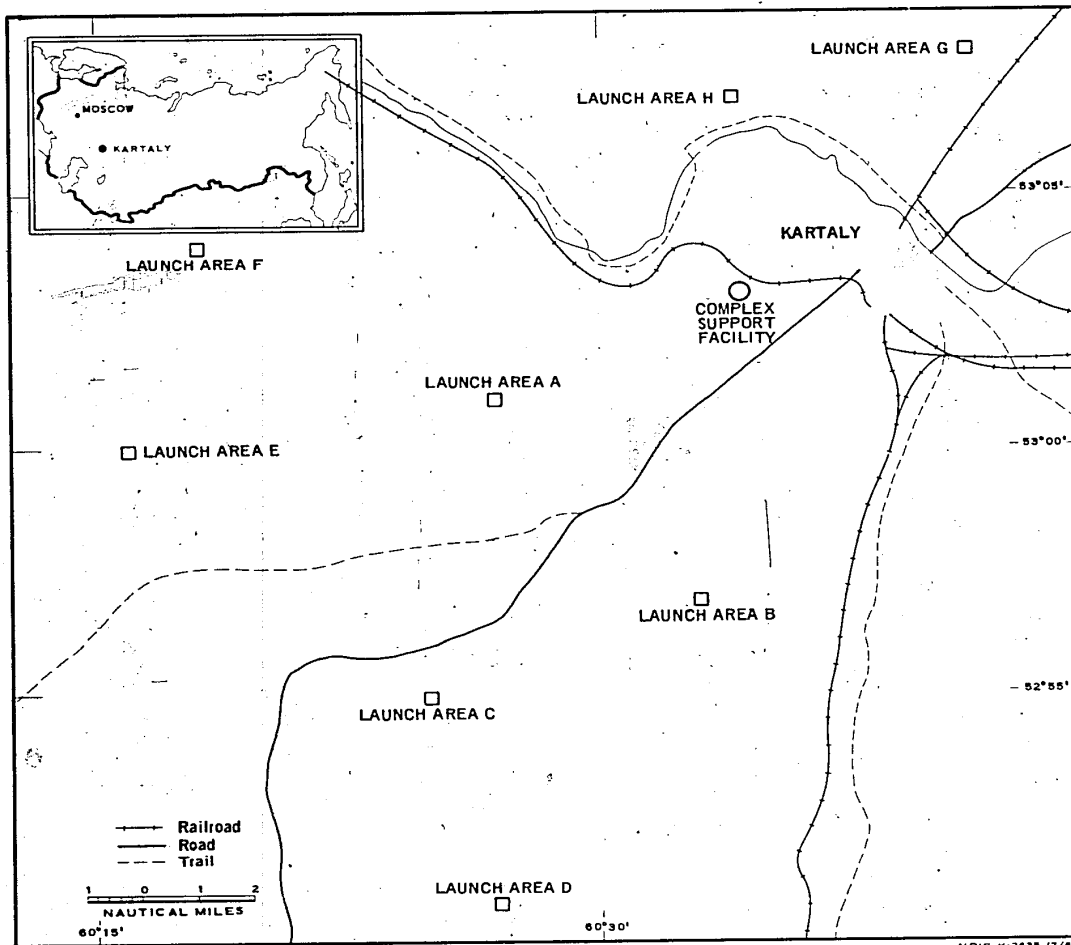 LAUNCH AREA G
LAUNCH AREA H
MOSCOW
KARTALY
53°05'
KARTALY
LAUNCH AREA F
COMPLEX
SUPPORT
FACILITY
LAUNCH AREA A
53°00'
LAUNCH AREA E
LAUNCH AREA B
52°55'
LAUNCH AREA C
Railroad
Road
Trail
1 0 1 2
NAUTICAL MILES
LAUNCH AREA D
60°15'
60°30'